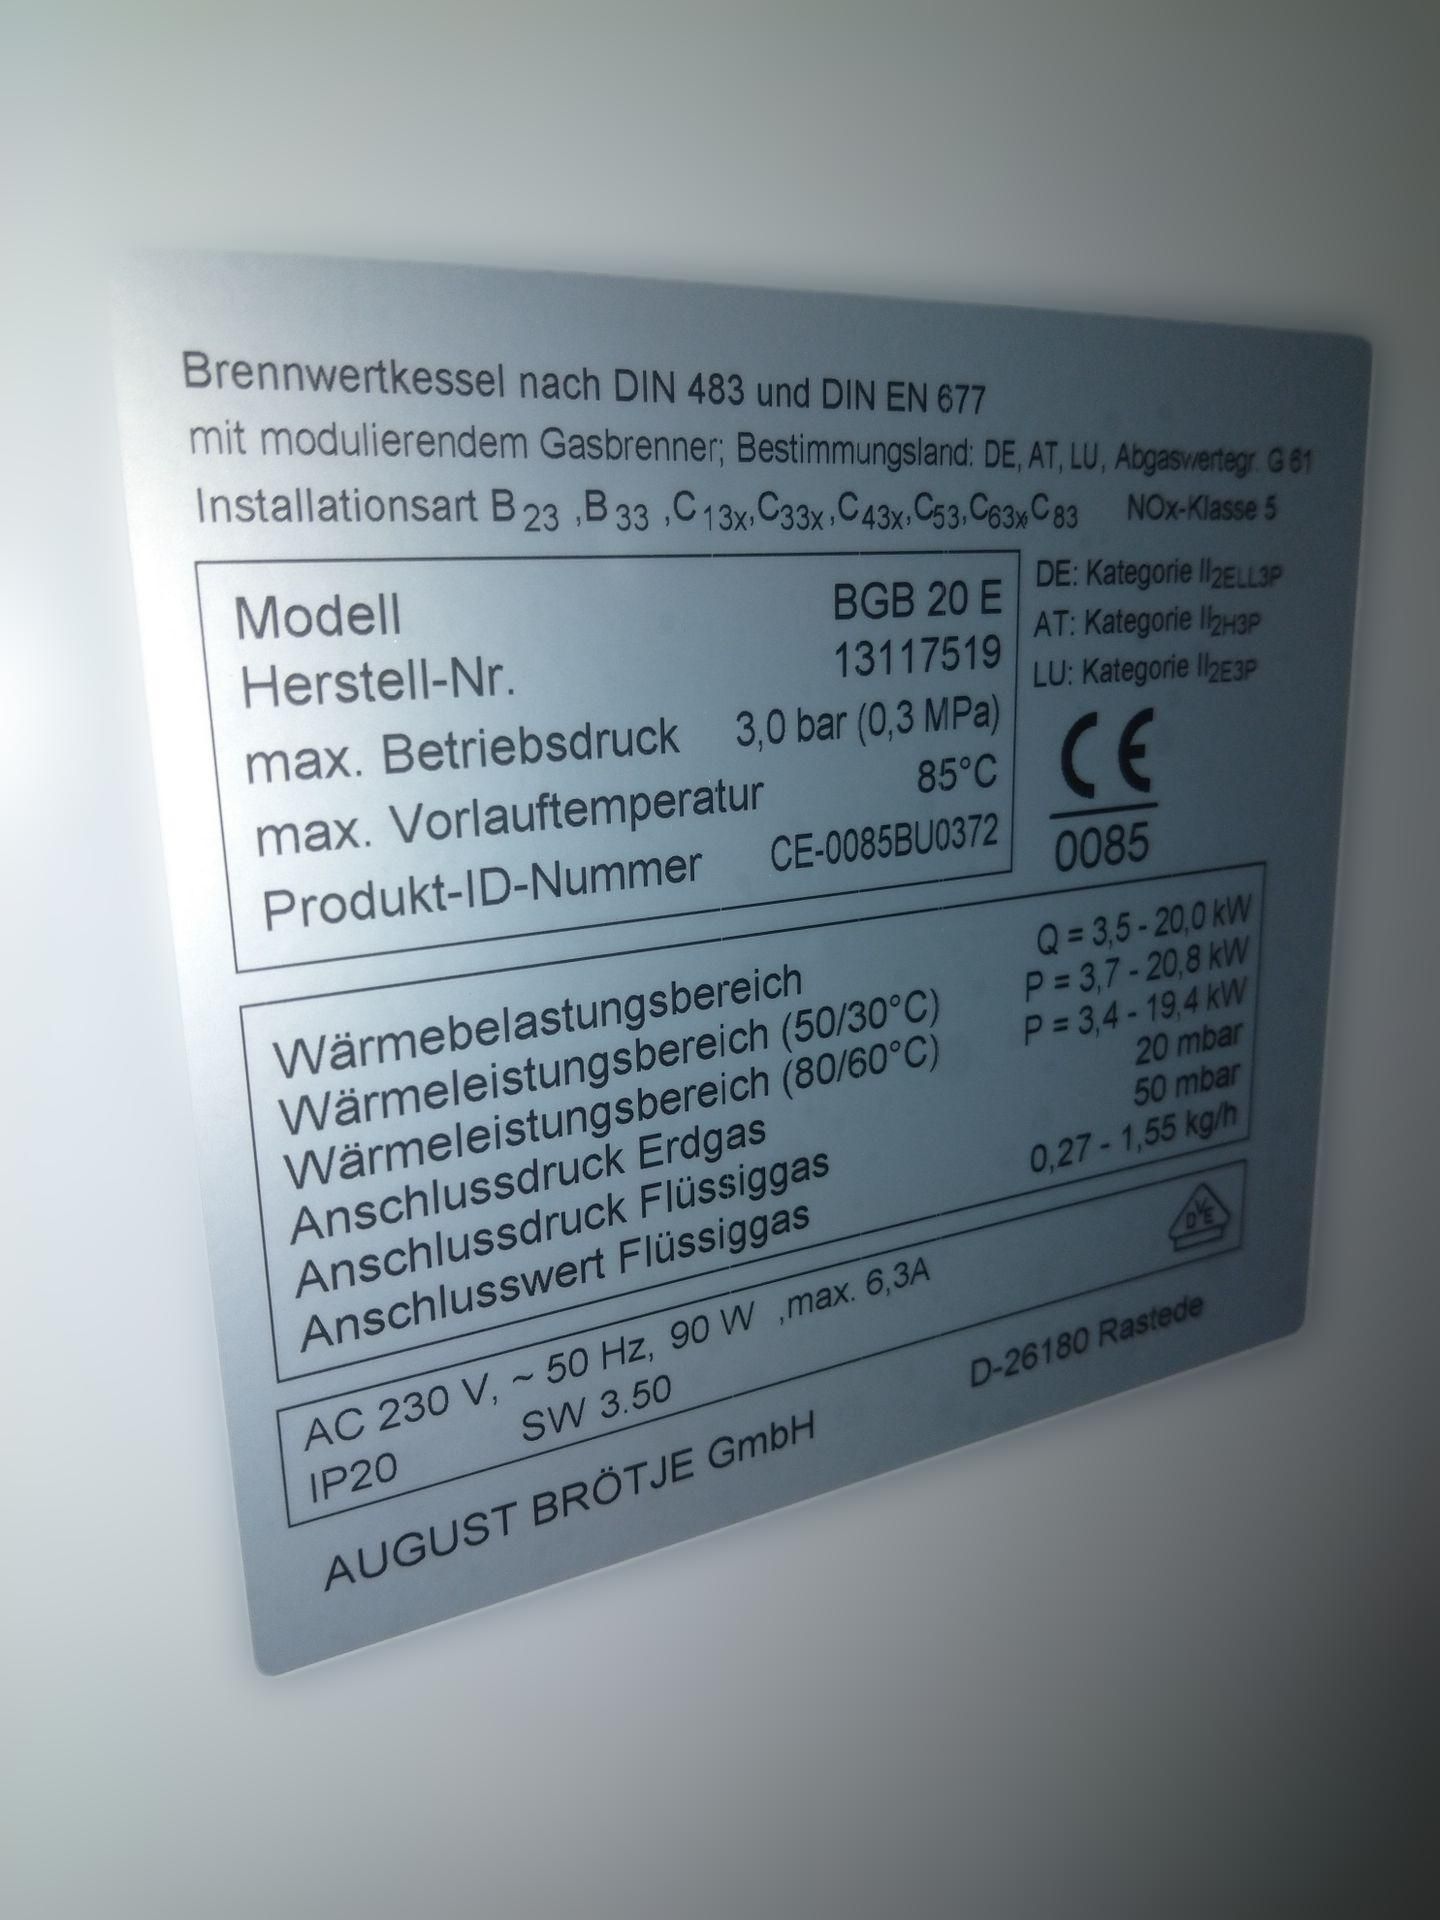 Brennwertkessel nach DIN 483 und DIN EN 677
mit modulierendem Gasbrenner; Bestimmungsland: DE, AT, LU, Abgaswertegr. G 61
Installationsart B23 ,B33 ,C13x,C33x,C43x,C53,C63x,C83 NOx-Klasse 5
Modell BGB 20 E
Herstell-Nr. 13117519
max. Betriebsdruck 3,0 bar (0,3 MPa)
max. Vorlauftemperatur 85°C
Produkt-ID-Nummer CE-0085BU0372
DE: Kategorie II2ELL3P
AT: Kategorie II2H3P
LU: Kategorie II2E3P
CE
0085
Wärmebelastungsbereich Q = 3,5 - 20,0 kW
Wärmeleistungsbereich (50/30°C) P = 3,7 - 20,8 kW
Wärmeleistungsbereich (80/60°C) P = 3,4 - 19,4 kW
Anschlussdruck Erdgas 20 mbar
Anschlussdruck Flüssiggas 50 mbar
Anschlusswert Flüssiggas 0,27 - 1,55 kg/h
AC 230 V, ~ 50 Hz, 90 W ,max. 6,3A
IP20 SW 3.50
DVE
AUGUST BRÖTJE GmbH D-26180 Rastede